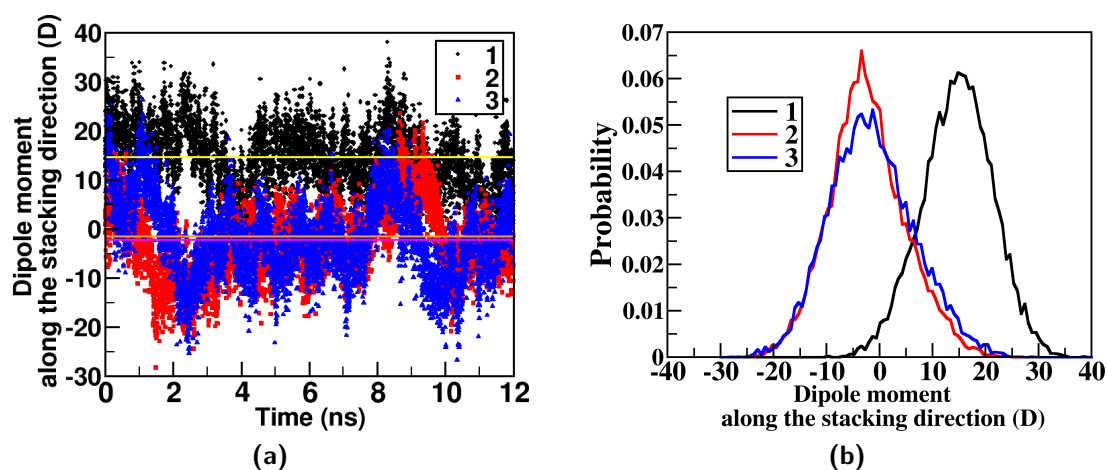 Dipole moment
along the stacking direction (D)
40
30
20
10
0
-10
-20
-30
0 2 4 6 8 10 12
Time (ns)
1
2
3
(a)
Probability
0.07
0.06
0.05
0.04
0.03
0.02
0.01
0
-40 -30 -20 -10 0 10 20 30 40
Dipole moment
along the stacking direction (D)
1
2
3
(b)